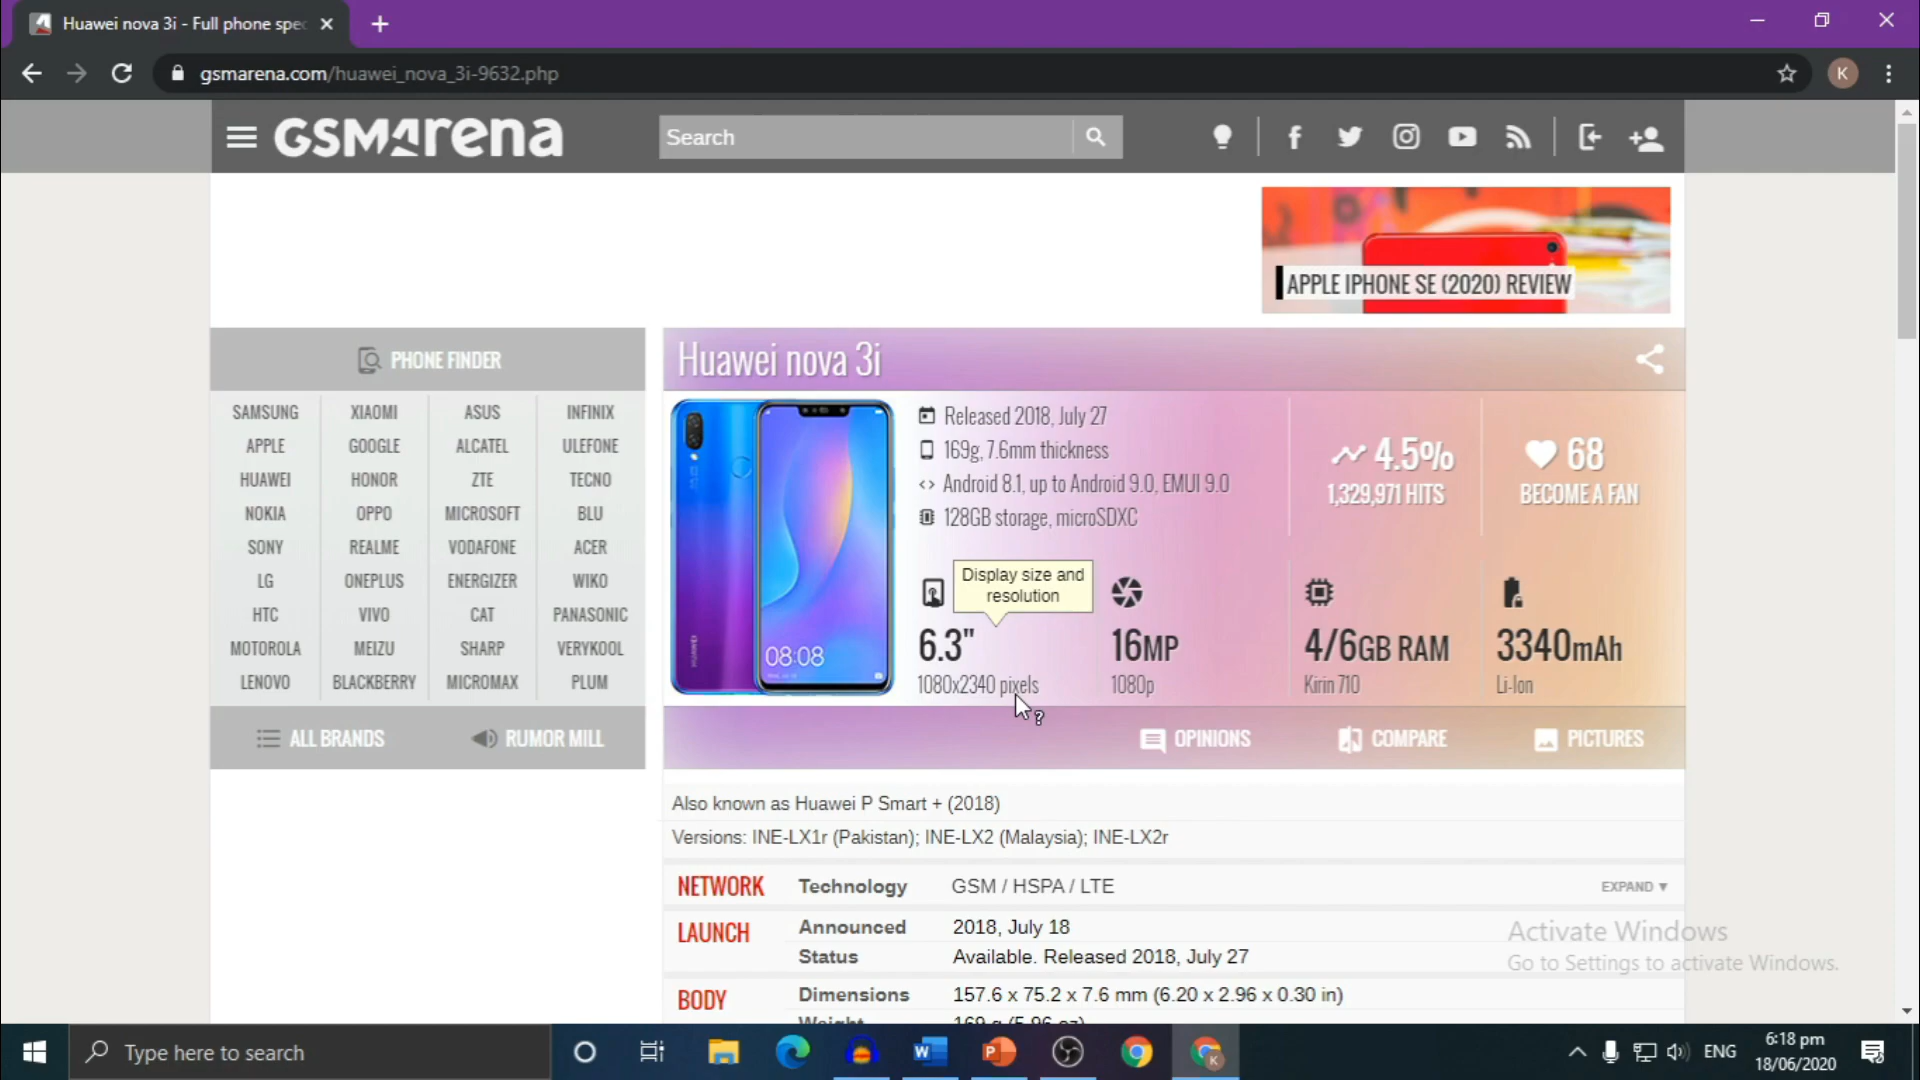 Huawei nova 3i - Full phone spec
gsmarena.com/huawei_nova_3i-9632.php
K
GSMArena
Search
APPLE IPHONE SE (2020) REVIEW
PHONE FINDER
SAMSUNG XIAOMI ASUS INFINIX
APPLE GOOGLE ALCATEL ULEFONE
HUAWEI HONOR ZTE TECNO
NOKIA OPPO MICROSOFT BLU
SONY REALME VODAFONE ACER
LG ONEPLUS ENERGIZER WIKO
HTC VIVO CAT PANASONIC
MOTOROLA MEIZU SHARP VERYKOOL
LENOVO BLACKBERRY MICROMAX PLUM
ALL BRANDS RUMOR MILL
Huawei nova 3i
08:08
Released 2018, July 27
169g, 7.6mm thickness
Android 8.1, up to Android 9.0, EMUI 9.0
128GB storage, microSDXC
4.5%
1,329,971 HITS
68
BECOME A FAN
Display size and
resolution
6.3"
1080x2340 pixels
16MP
1080p
4/6GB RAM
Kirin 710
3340mAh
Li-Ion
OPINIONS COMPARE PICTURES
Also known as Huawei P Smart + (2018)
Versions: INE-LX1r (Pakistan); INE-LX2 (Malaysia); INE-LX2r
NETWORK Technology GSM / HSPA / LTE EXPAND ▼
LAUNCH Announced 2018, July 18
Status Available. Released 2018, July 27
BODY Dimensions 157.6 x 75.2 x 7.6 mm (6.20 x 2.96 x 0.30 in)
Weight 169 g (5.96 oz)
Activate Windows
Go to Settings to activate Windows.
Type here to search
ENG
6:18 pm
18/06/2020